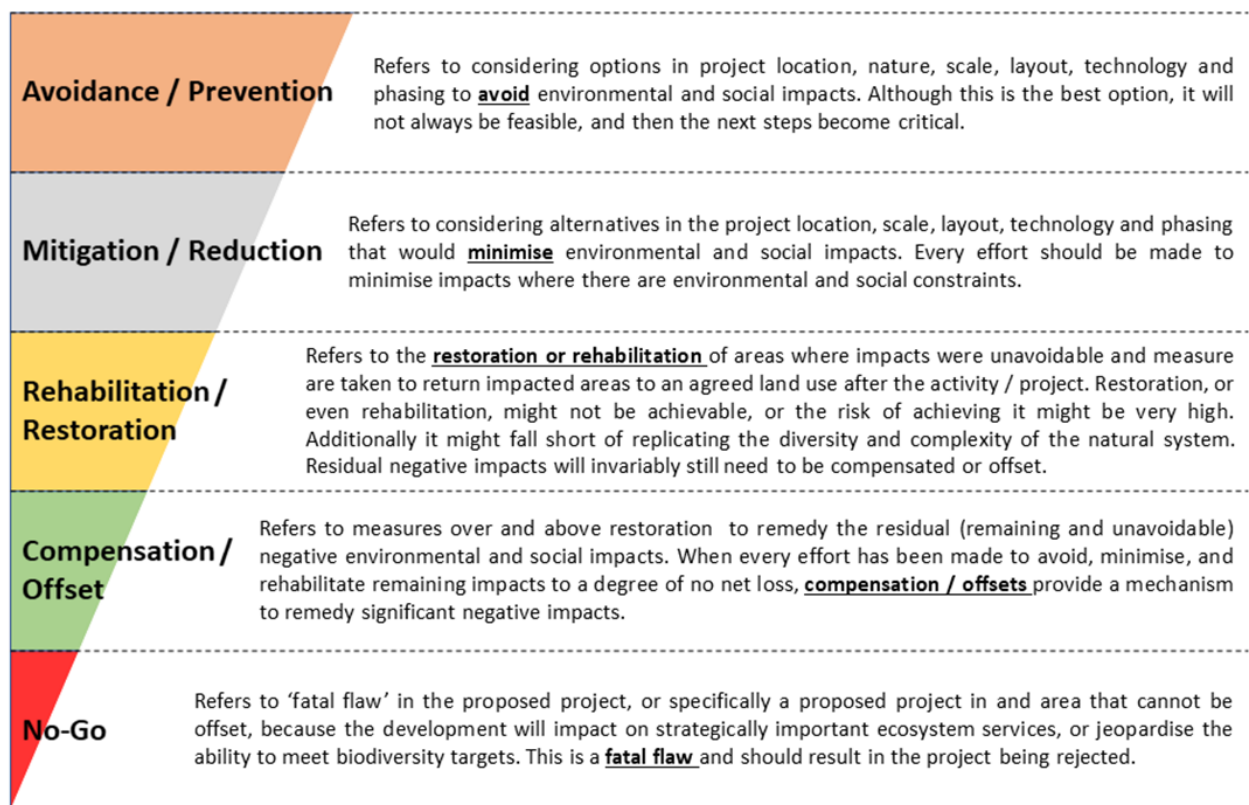 Avoidance / Prevention
Refers to considering options in project location, nature, scale, layout, technology and
phasing to avoid environmental and social impacts. Although this is the best option, it will
not always be feasible, and then the next steps become critical.
Mitigation / Reduction
Refers to considering alternatives in the project location, scale, layout, technology and phasing
that would minimise environmental and social impacts. Every effort should be made to
minimise impacts where there are environmental and social constraints.
Rehabilitation /
Restoration
Refers to the restoration or rehabilitation of areas where impacts were unavoidable and measure
are taken to return impacted areas to an agreed land use after the activity / project. Restoration, or
even rehabilitation, might not be achievable, or the risk of achieving it might be very high.
Additionally it might fall short of replicating the diversity and complexity of the natural system.
Residual negative impacts will invariably still need to be compensated or offset.
Compensation /
Offset
Refers to measures over and above restoration to remedy the residual (remaining and unavoidable)
negative environmental and social impacts. When every effort has been made to avoid, minimise, and
rehabilitate remaining impacts to a degree of no net loss, compensation / offsets provide a mechanism
to remedy significant negative impacts.
No-Go
Refers to ‘fatal flaw’ in the proposed project, or specifically a proposed project in and area that cannot be
offset, because the development will impact on strategically important ecosystem services, or jeopardise the
ability to meet biodiversity targets. This is a fatal flaw and should result in the project being rejected.